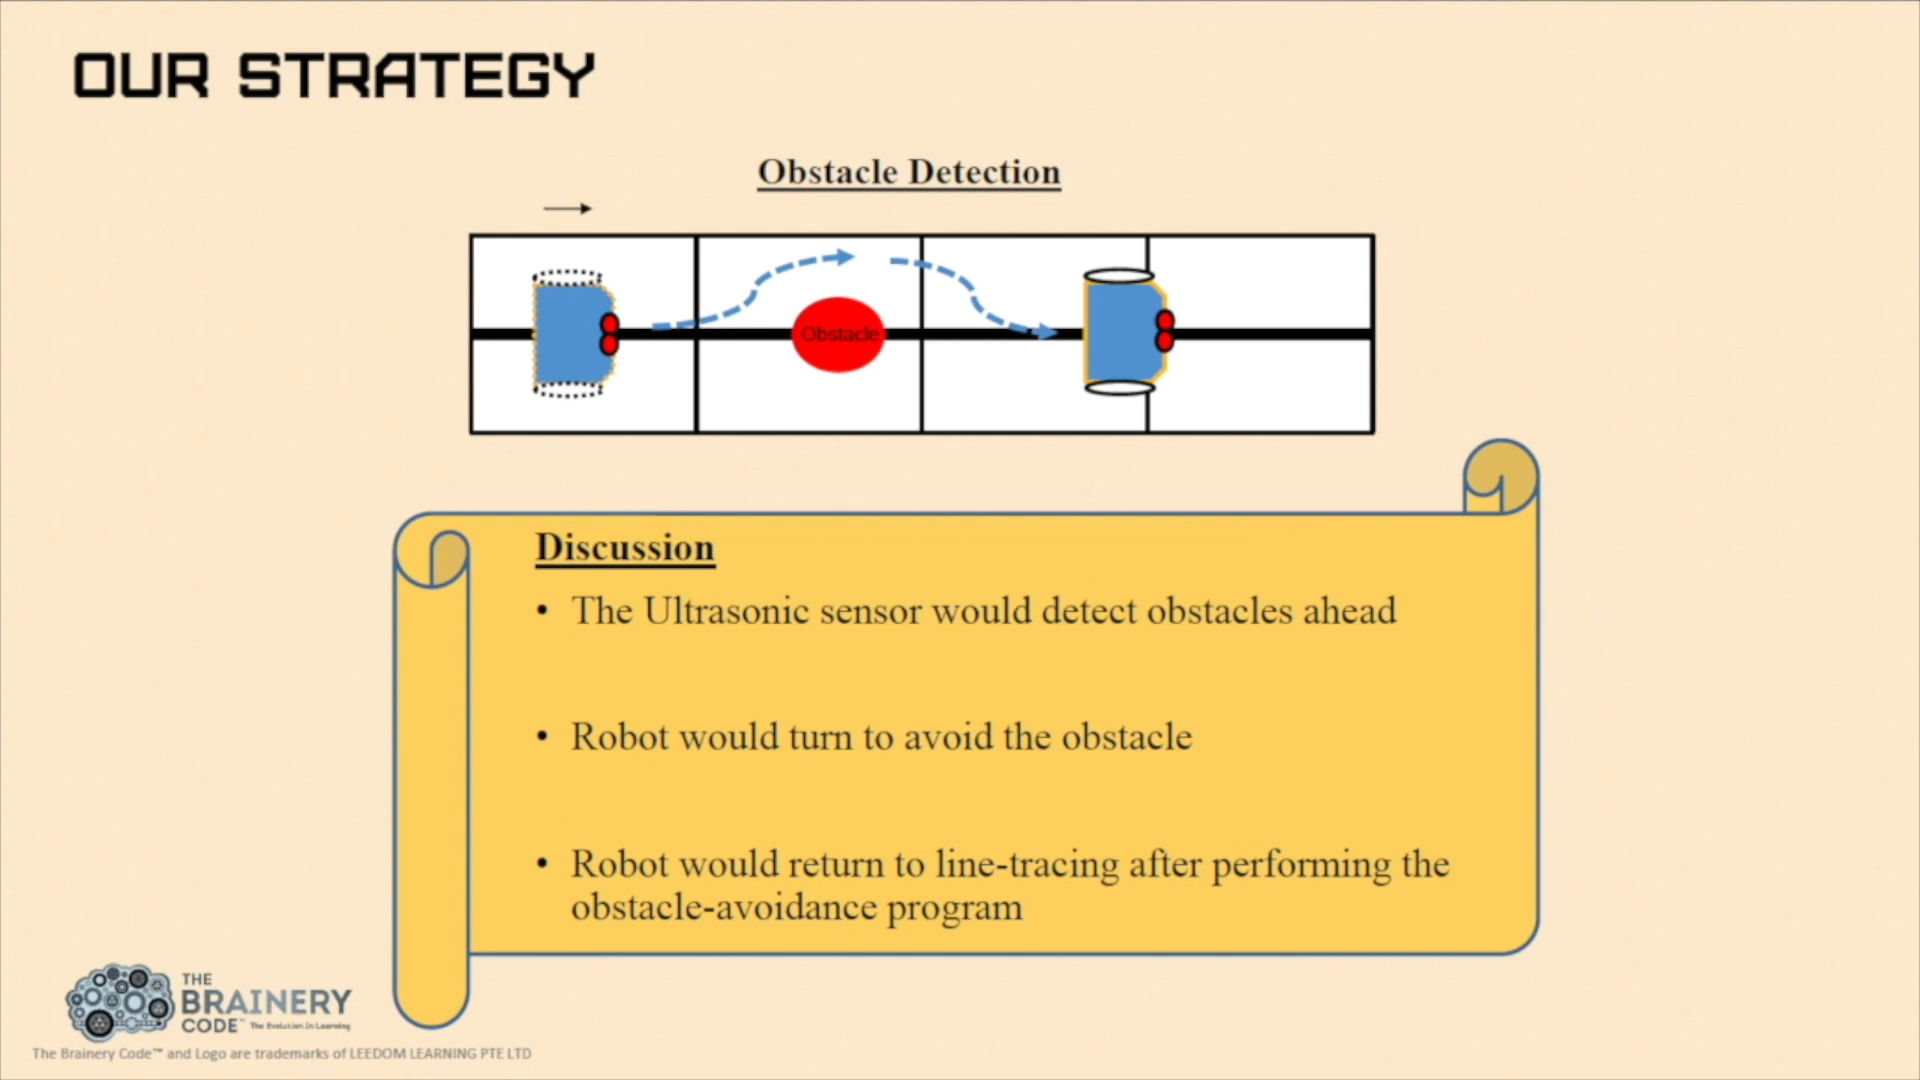 OUR STRATEGY
Obstacle Detection
Obstacle
Discussion
• The Ultrasonic sensor would detect obstacles ahead
• Robot would turn to avoid the obstacle
• Robot would return to line-tracing after performing the
obstacle-avoidance program
THE
BRAINERY
CODE™ The Evolution In Learning
The Brainery Code™ and Logo are trademarks of LEEDOM LEARNING PTE LTD